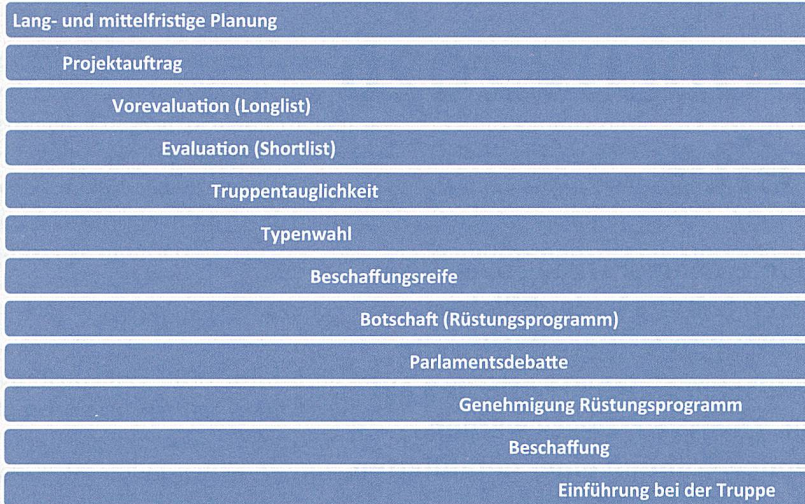 Lang- und mittelfristige Planung
Projektauftrag
Vorevaluation (Longlist)
Evaluation (Shortlist)
Truppentauglichkeit
Typenwahl
Beschaffungsreife
Botschaft (Rüstungsprogramm)
Parlamentsdebatte
Genehmigung Rüstungsprogramm
Beschaffung
Einführung bei der Truppe